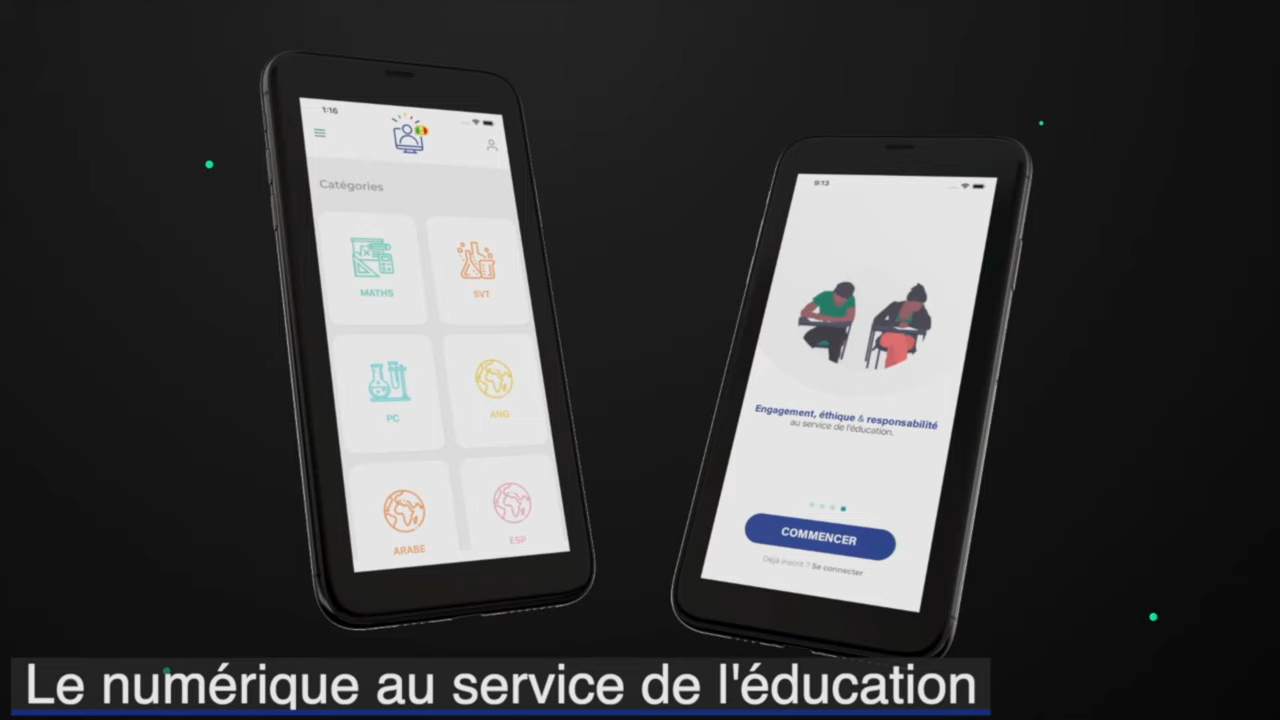 1:16
Catégories
MATHS
SVT
PC
ANG
ARABE
ESP
9:13
Engagement, éthique & responsabilité
au service de l'éducation.
COMMENCER
Déjà inscrit ? Se connecter
Le numérique au service de l'éducation